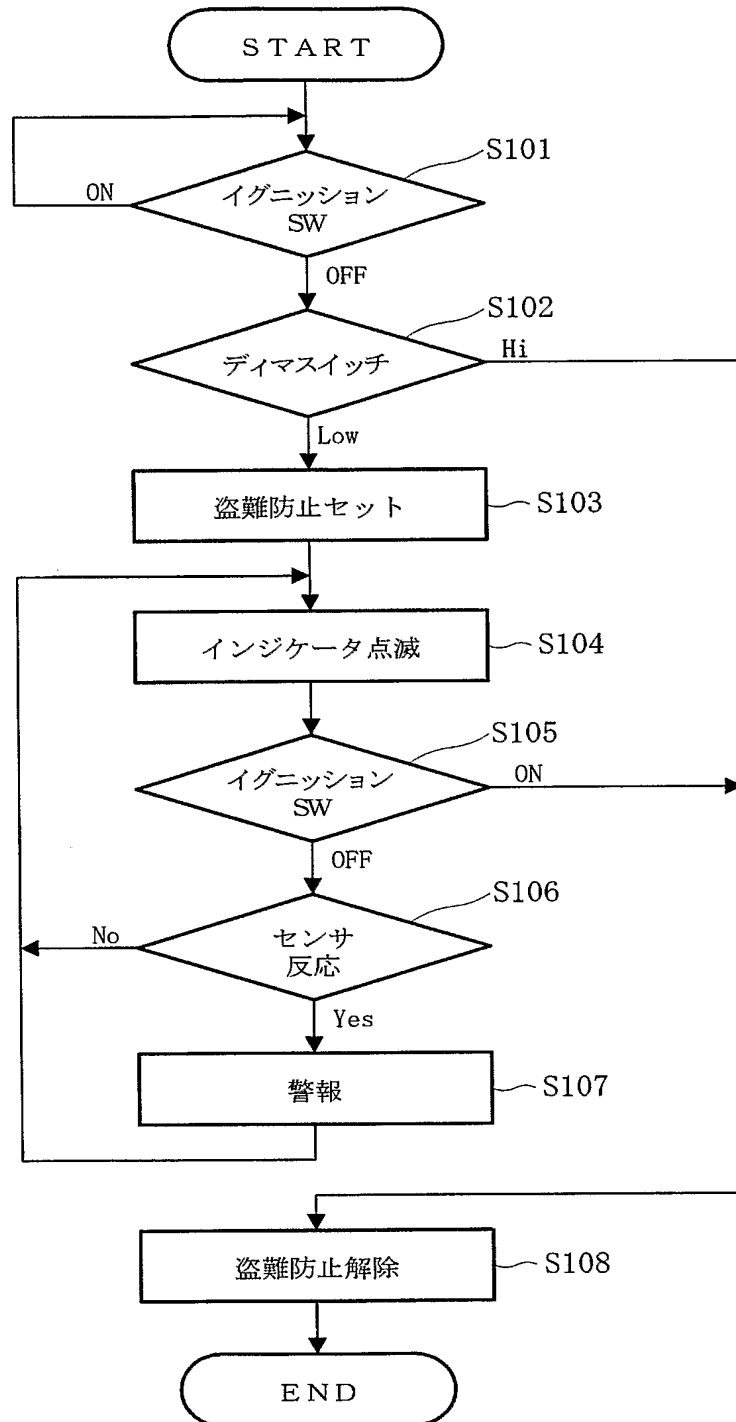 START
S101
イグニッション
SW
ON
OFF
S102
ディマスイッチ
Hi
Low
盗難防止セット
S103
インジケータ点滅
S104
S105
イグニッション
SW
ON
OFF
S106
センサ
反応
No
Yes
警報
S107
盗難防止解除
S108
END